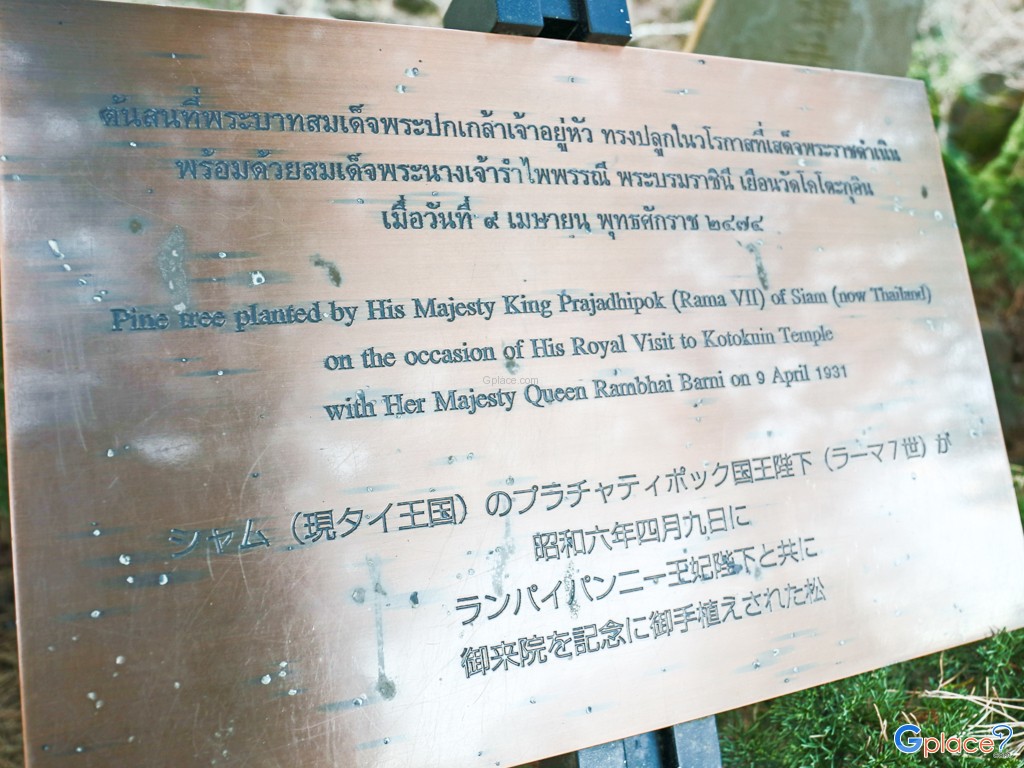 ต้นสนที่พระบาทสมเด็จพระปกเกล้าเจ้าอยู่หัว ทรงปลูกในวโรกาสที่เสด็จพระราชดำเนิน
พร้อมด้วยสมเด็จพระนางเจ้ารำไพพรรณี พระบรมราชินี เยือนวัดโคโตะกุอิน
เมื่อวันที่ ๙ เมษายน พุทธศักราช ๒๔๗๔
Pine tree planted by His Majesty King Prajadhipok (Rama VII) of Siam (now Thailand)
on the occasion of His Royal Visit to Kotokuin Temple
with Her Majesty Queen Rambhai Barni on 9 April 1931
シャム（現タイ王国）のプラチャティポック国王陛下（ラーマ7世）が
昭和六年四月九日に
ランパイパンニー王妃陛下と共に
御来院を記念に御手植えされた松
Gplace.com
Gplace
.com